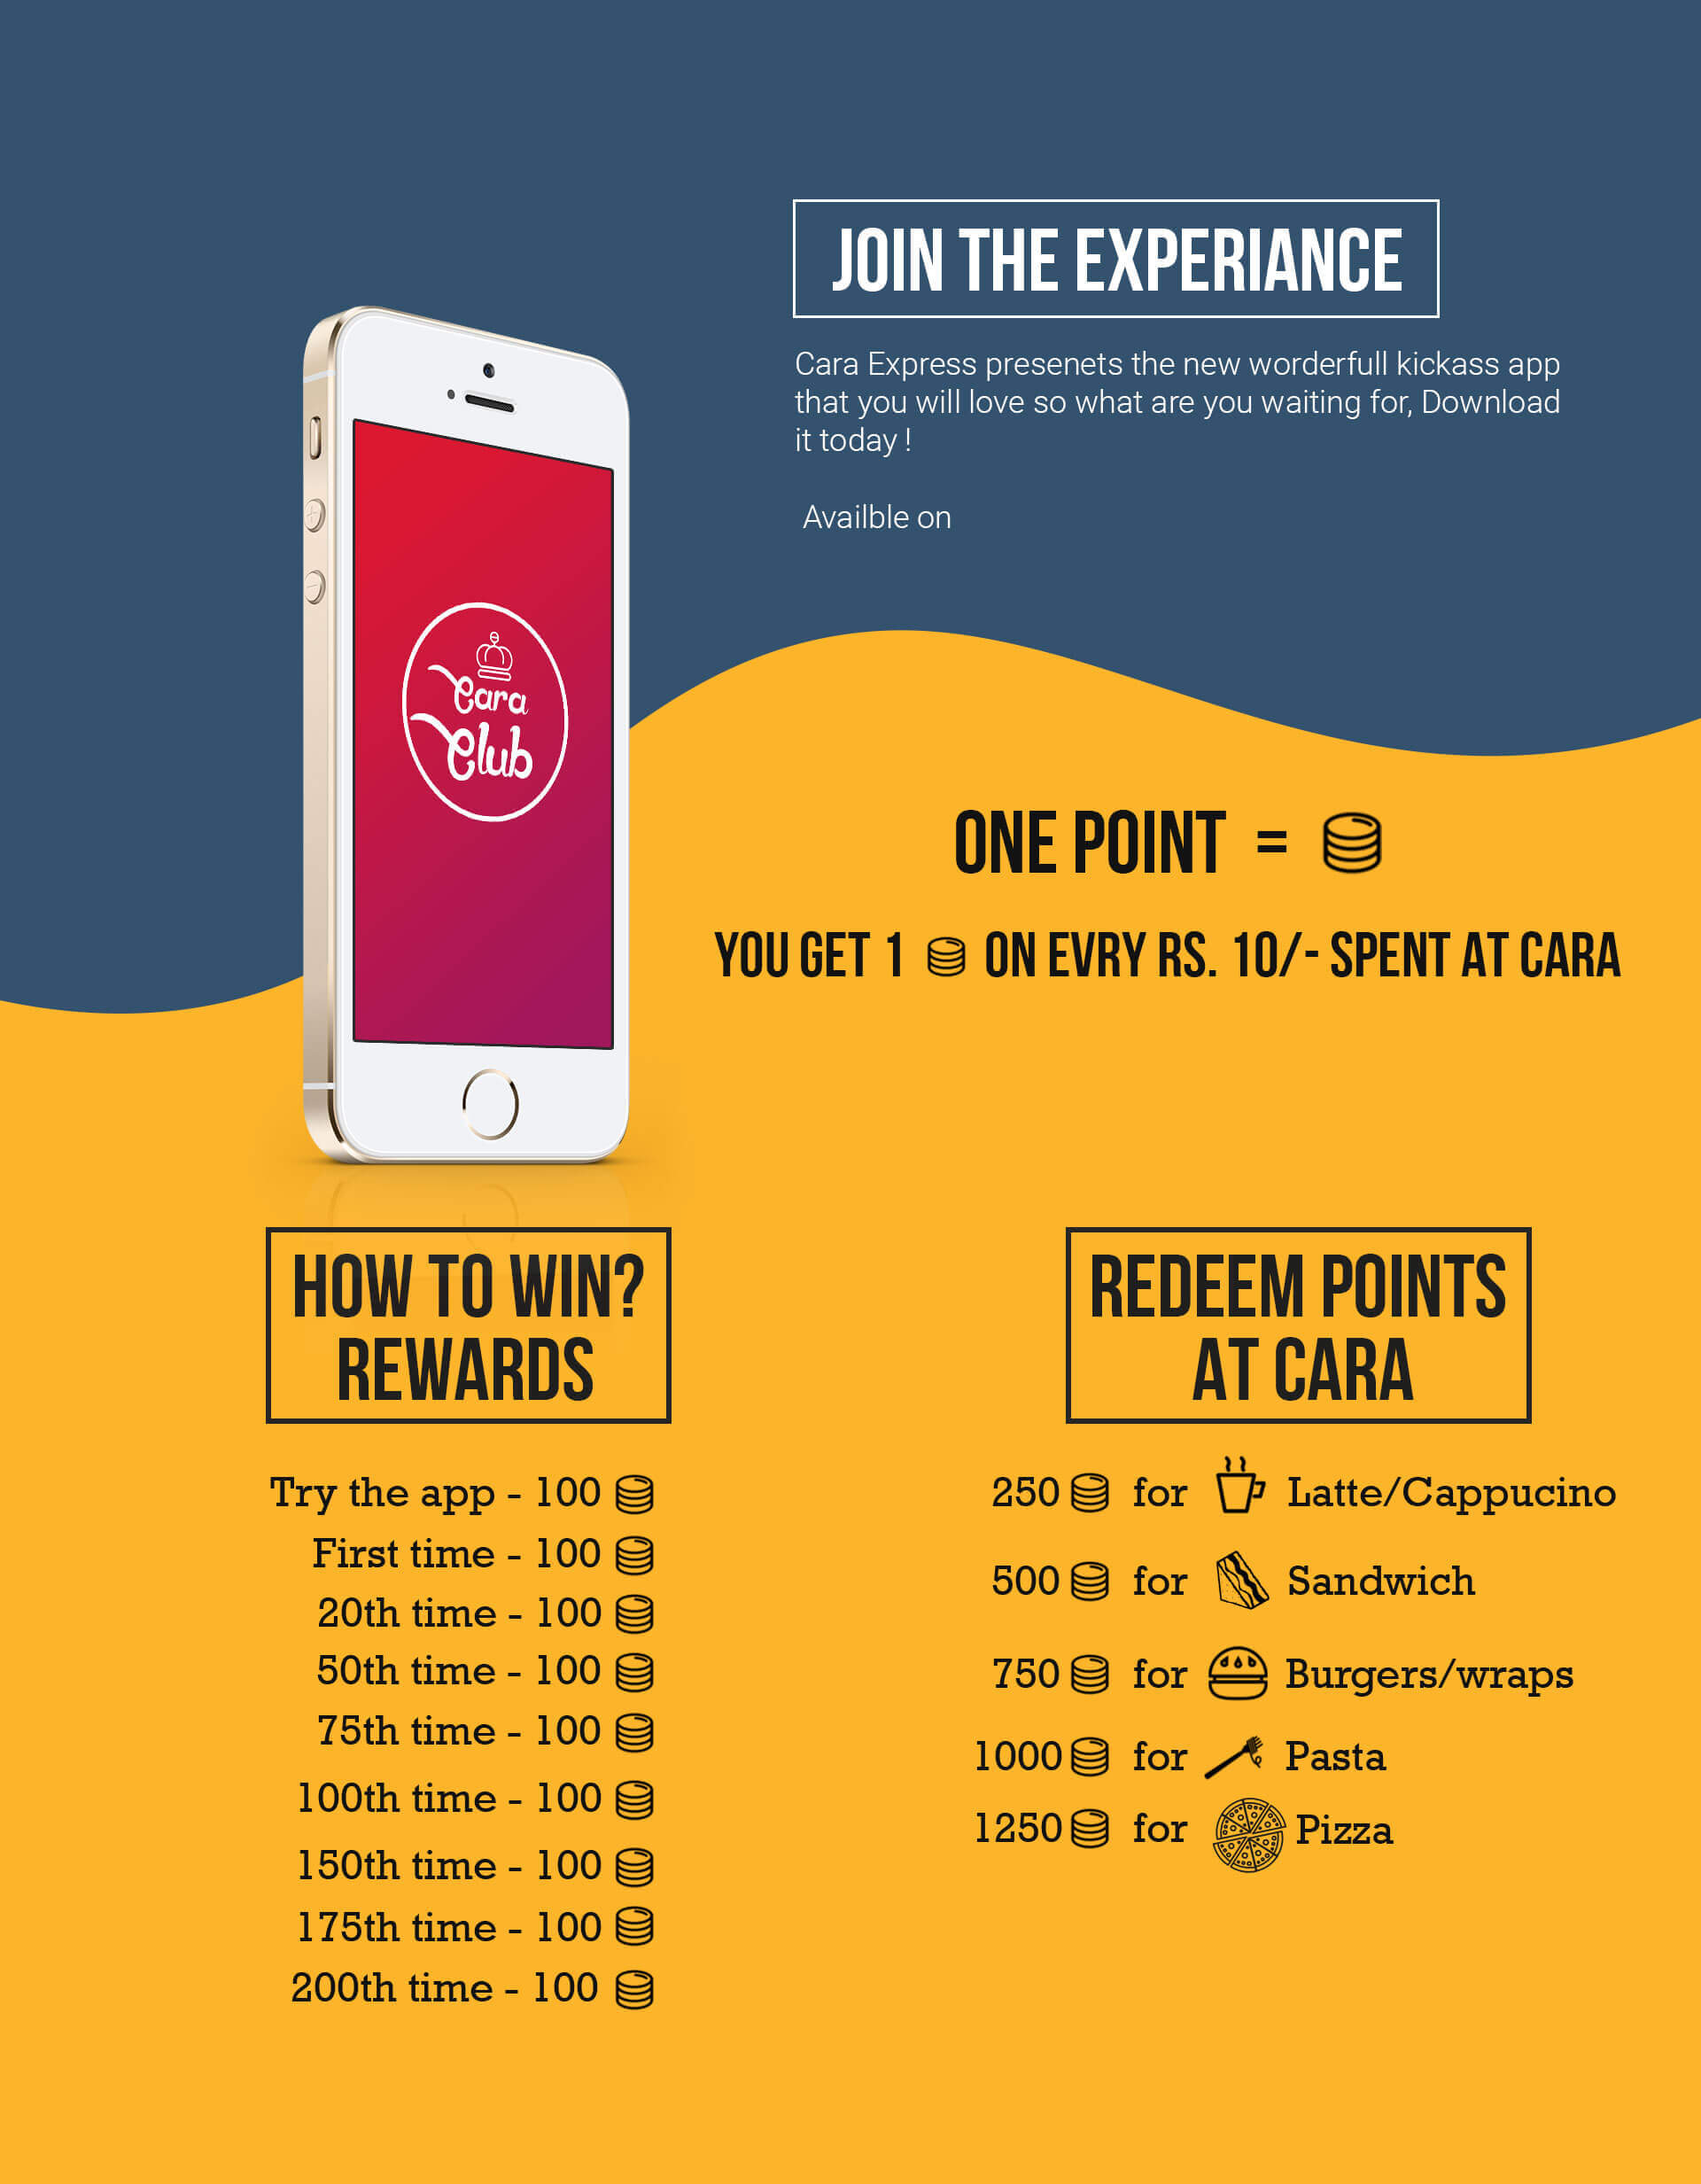 JOIN THE EXPERIANCE
Cara Express presenets the new worderfull kickass app
that you will love so what are you waiting for, Download
it today !
Availble on
Cara
Club
ONE POINT =
YOU GET 1 ON EVRY RS. 10/- SPENT AT CARA
HOW TO WIN?
REWARDS
Try the app - 100
First time - 100
20th time - 100
50th time - 100
75th time - 100
100th time - 100
150th time - 100
175th time - 100
200th time - 100
REDEEM POINTS
AT CARA
250 for Latte/Cappucino
500 for Sandwich
750 for Burgers/wraps
1000 for Pasta
1250 for Pizza